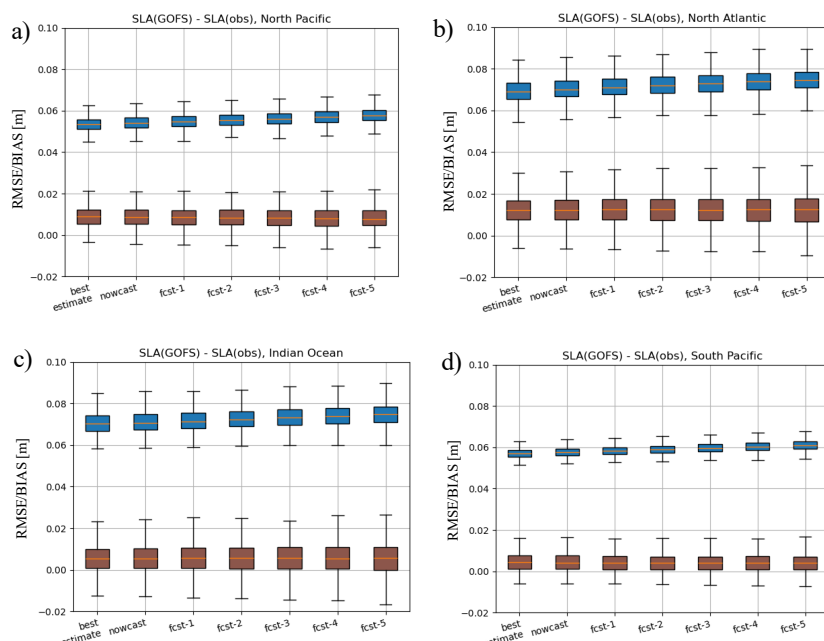 a)
SLA(GOFS) - SLA(obs), North Pacific
RMSE/BIAS [m]
0.10
0.08
0.06
0.04
0.02
0.00
−0.02
best
estimate
nowcast
fcst-1
fcst-2
fcst-3
fcst-4
fcst-5
b)
SLA(GOFS) - SLA(obs), North Atlantic
RMSE/BIAS [m]
0.10
0.08
0.06
0.04
0.02
0.00
−0.02
best
estimate
nowcast
fcst-1
fcst-2
fcst-3
fcst-4
fcst-5
c)
SLA(GOFS) - SLA(obs), Indian Ocean
RMSE/BIAS [m]
0.10
0.08
0.06
0.04
0.02
0.00
−0.02
best
estimate
nowcast
fcst-1
fcst-2
fcst-3
fcst-4
fcst-5
d)
SLA(GOFS) - SLA(obs), South Pacific
RMSE/BIAS [m]
0.10
0.08
0.06
0.04
0.02
0.00
−0.02
best
estimate
nowcast
fcst-1
fcst-2
fcst-3
fcst-4
fcst-5